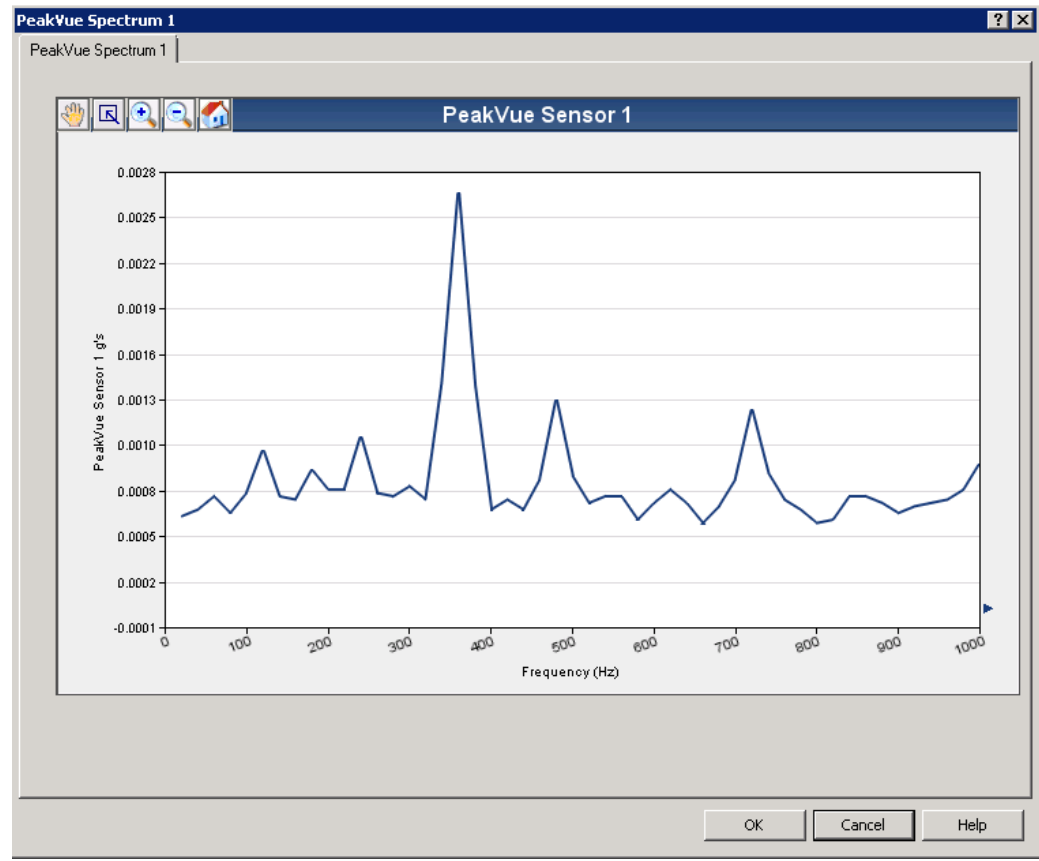 PeakVue Spectrum 1
PeakVue Spectrum 1
PeakVue Sensor 1
0.0028
0.0025
0.0022
0.0019
0.0016
0.0013
0.0010
0.0008
0.0005
0.0002
-0.0001
PeakVue Sensor 1 g's
0 100 200 300 400 500 600 700 800 900 1000
Frequency (Hz)
OK Cancel Help